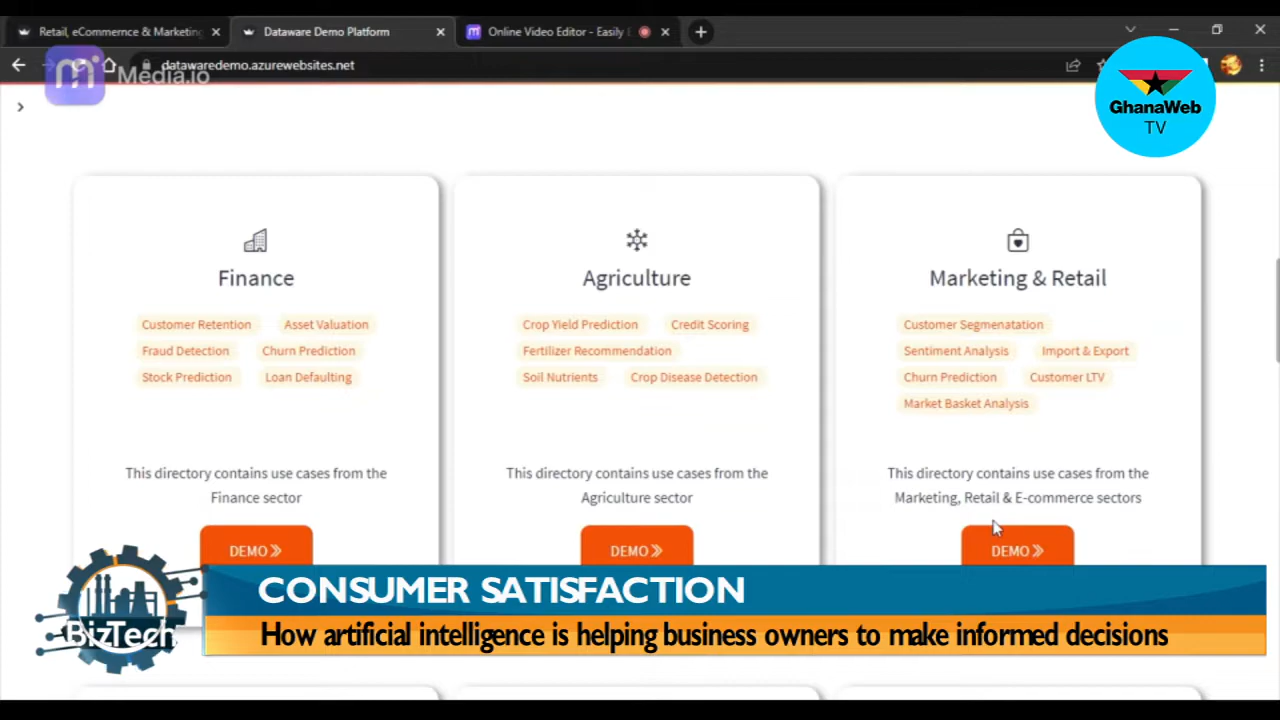 Retail, eCommernce & Marketing
Dataware Demo Platform
Online Video Editor - Easily
datawaredemo.azurewebsites.net
Media.io
GhanaWeb
TV
Finance
Customer Retention Asset Valuation
Fraud Detection Churn Prediction
Stock Prediction Loan Defaulting
This directory contains use cases from the
Finance sector
DEMO
Agriculture
Crop Yield Prediction Credit Scoring
Fertilizer Recommendation
Soil Nutrients Crop Disease Detection
This directory contains use cases from the
Agriculture sector
DEMO
Marketing & Retail
Customer Segmenatation
Sentiment Analysis Import & Export
Churn Prediction Customer LTV
Market Basket Analysis
This directory contains use cases from the
Marketing, Retail & E-commerce sectors
DEMO
BizTech
CONSUMER SATISFACTION
How artificial intelligence is helping business owners to make informed decisions